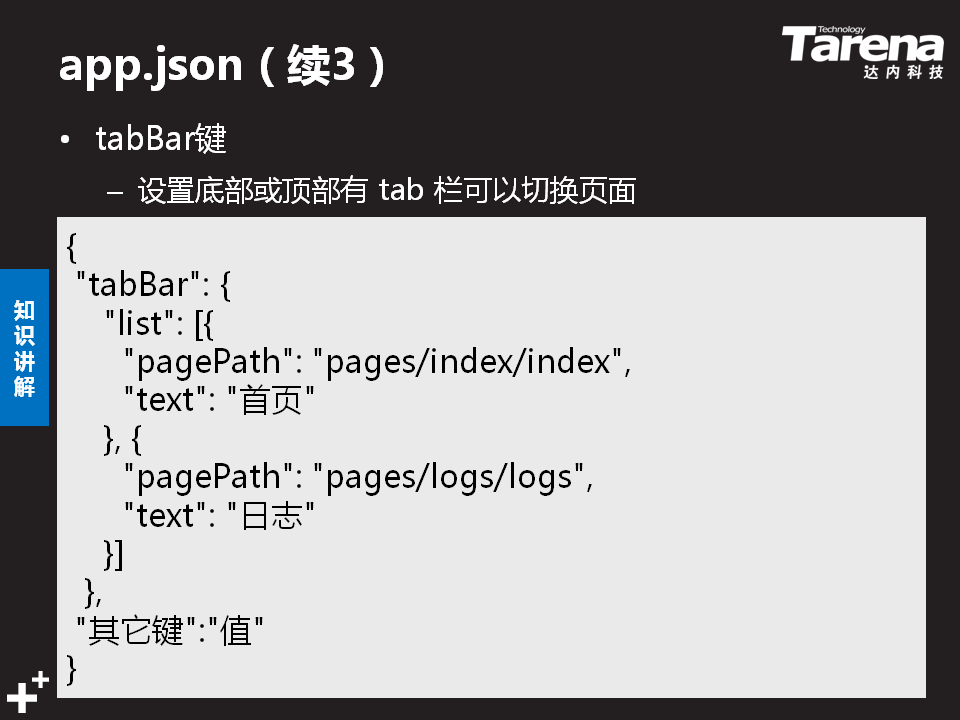 app.json（续3）
Technology
Tarena
达内科技
• tabBar键
– 设置底部或顶部有 tab 栏可以切换页面
{
"tabBar": {
"list": [{
"pagePath": "pages/index/index",
"text": "首页"
}, {
"pagePath": "pages/logs/logs",
"text": "日志"
}]
},
"其它键":"值"
}
知识讲解